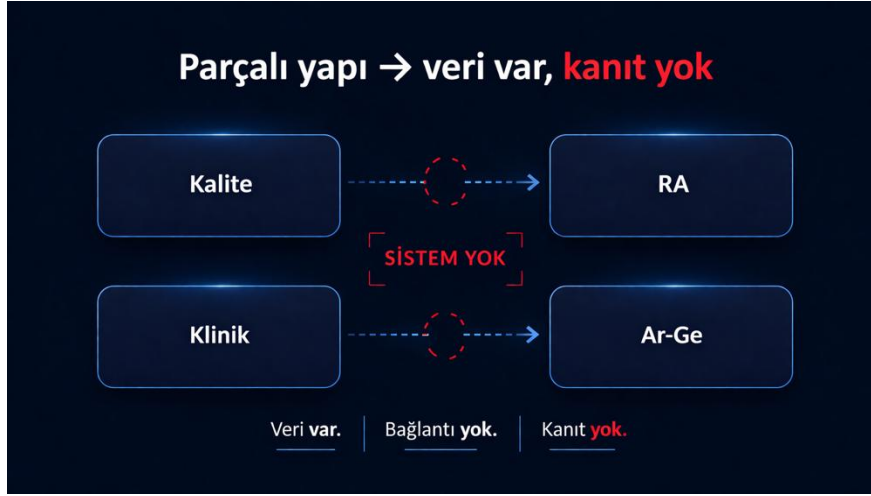 Parçalı yapı → veri var, kanıt yok
Kalite
RA
SİSTEM YOK
Klinik
Ar-Ge
Veri var.
Bağlantı yok.
Kanıt yok.